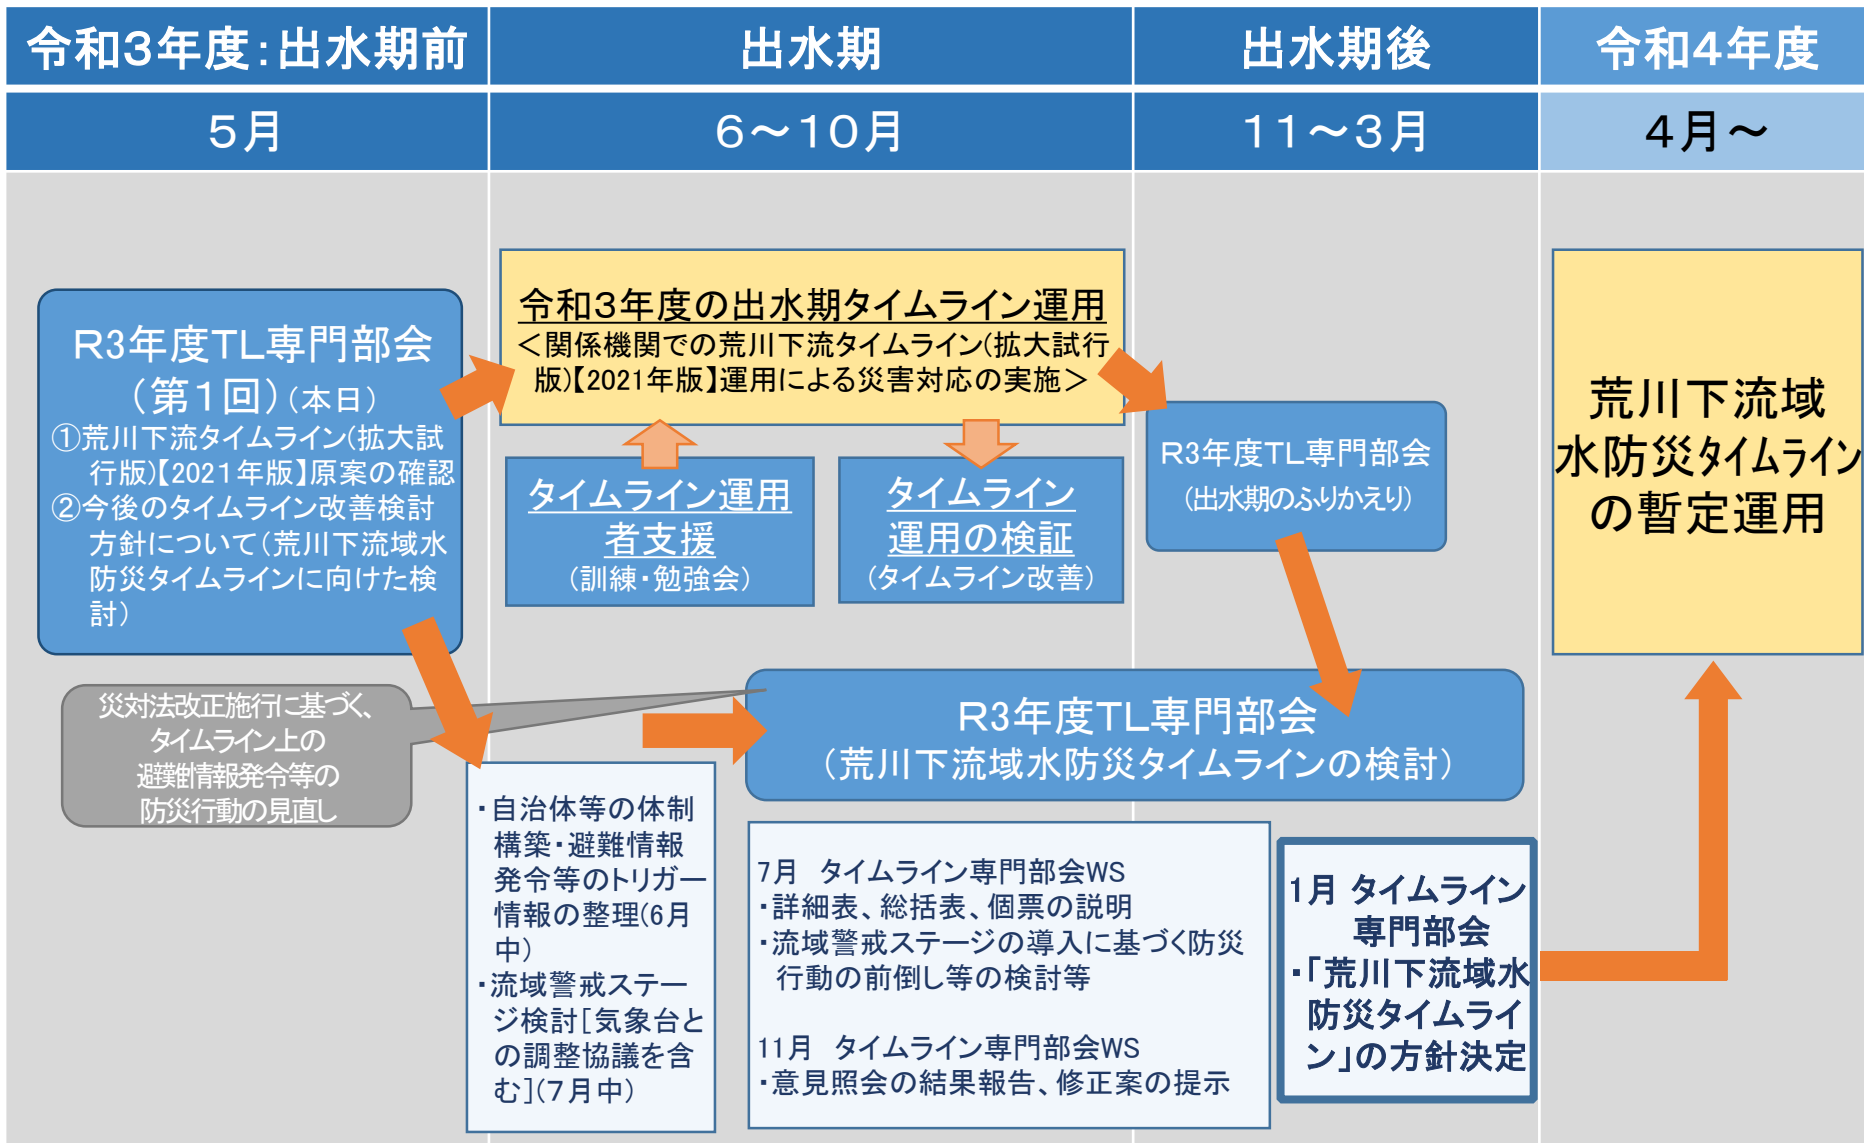 令和３年度：出水期前
出水期
出水期後
令和４年度
５月
６～１０月
１１～３月
４月～
Ｒ３年度ＴＬ専門部会
（第１回）（本日）
①荒川下流タイムライン（拡大試
行版）【2021年版】原案の確認
②今後のタイムライン改善検討
方針について（荒川下流域水
防災タイムラインに向けた検
討）
令和３年度の出水期タイムライン運用
＜関係機関での荒川下流タイムライン（拡大試行
版）【2021年版】運用による災害対応の実施＞
タイムライン運用
者支援
（訓練・勉強会）
タイムライン
運用の検証
（タイムライン改善）
Ｒ３年度ＴＬ専門部会
（出水期のふりかえり）
荒川下流域
水防災タイムライン
の暫定運用
災対法改正施行に基づく、
タイムライン上の
避難情報発令等の
防災行動の見直し
Ｒ３年度ＴＬ専門部会
（荒川下流域水防災タイムラインの検討）
・自治体等の体制
構築・避難情報
発令等のトリガー
情報の整理（6月
中）
・流域警戒ステー
ジ検討［気象台と
の調整協議を含
む］（７月中）
7月　タイムライン専門部会WS
・詳細表、総括表、個票の説明
・流域警戒ステージの導入に基づく防災
行動の前倒し等の検討等
11月　タイムライン専門部会WS
・意見照会の結果報告、修正案の提示
1月 タイムライン
専門部会
・「荒川下流域水
防災タイムライ
ン」の方針決定